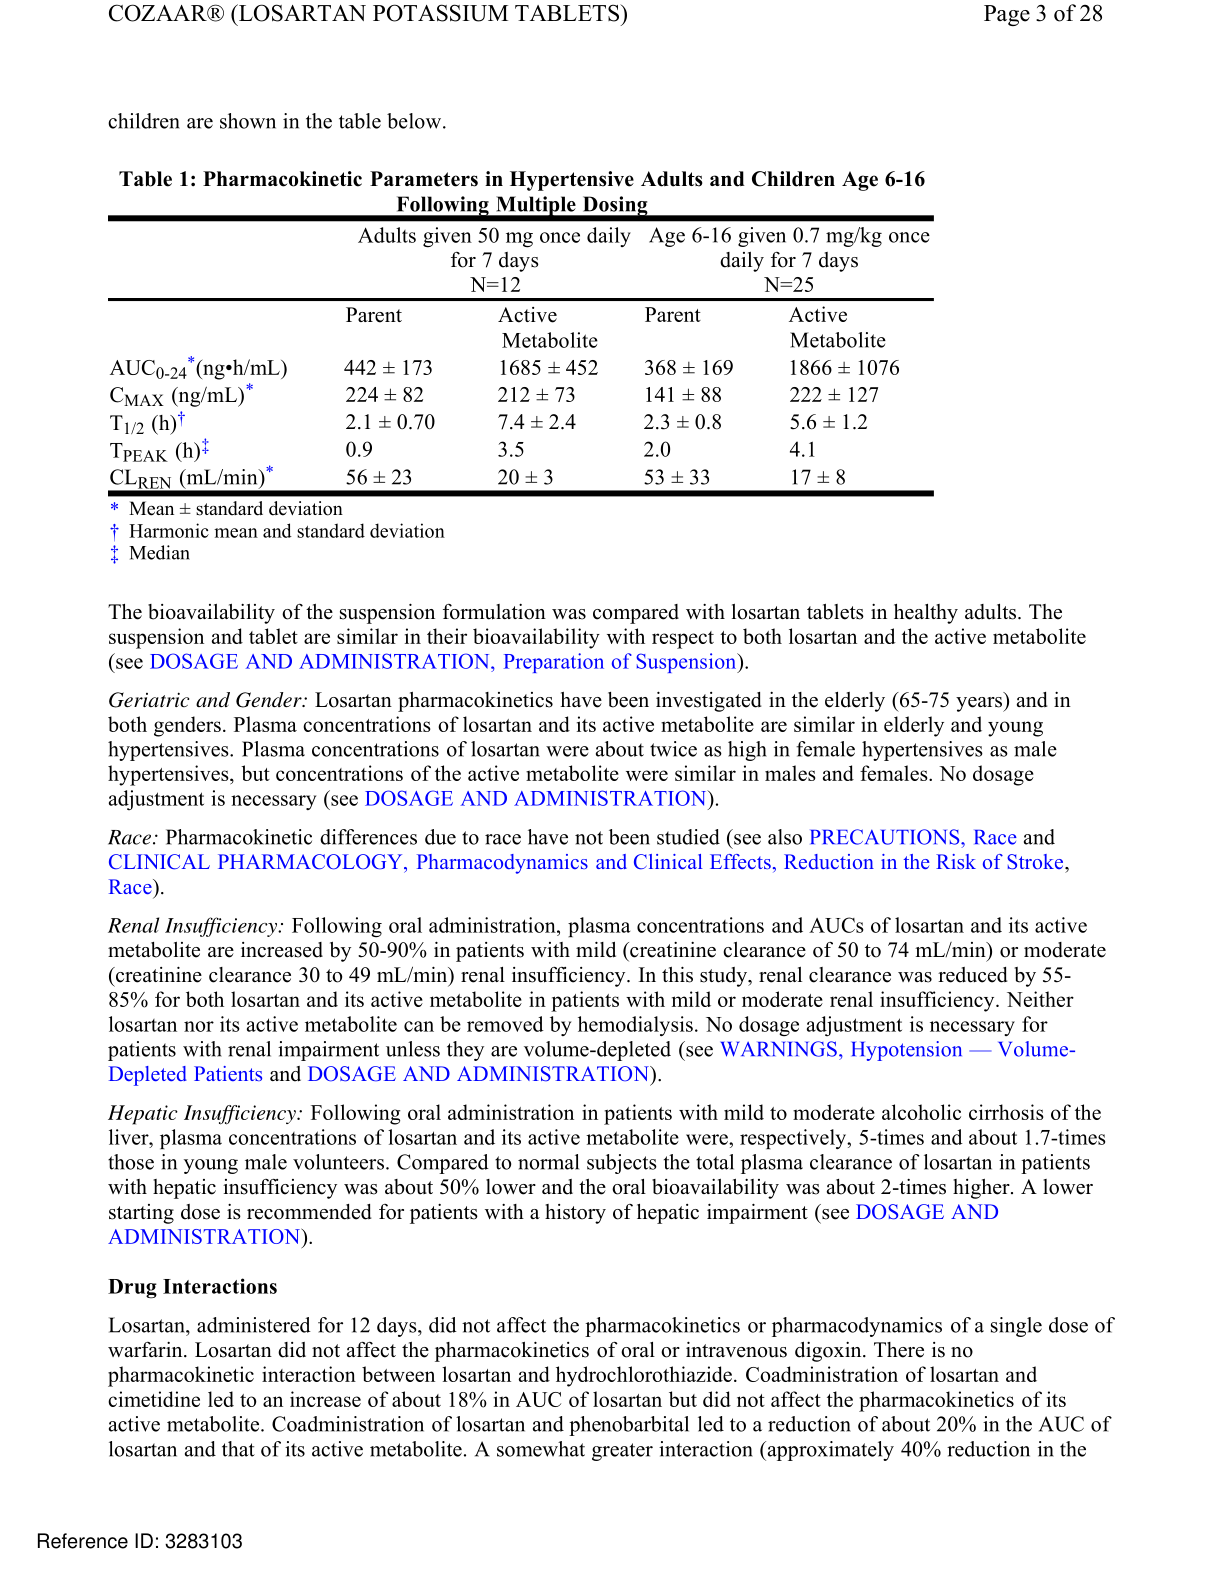 COZAAR® (LOSARTAN POTASSIUM TABLETS) Page 3 of 28
children are shown in the table below.
Table 1: Pharmacokinetic Parameters in Hypertensive Adults and Children Age 6-16
Following Multiple Dosing
Adults given 50 mg once daily Age 6-16 given 0.7 mg/kg once
for 7 days daily for 7 days
N=12 N=25
Parent Active Parent Active
Metabolite Metabolite
AUC0-24*(ng•h/mL) 442 ± 173 1685 ± 452 368 ± 169 1866 ± 1076
CMAX (ng/mL)* 224 ± 82 212 ± 73 141 ± 88 222 ± 127
T1/2 (h)† 2.1 ± 0.70 7.4 ± 2.4 2.3 ± 0.8 5.6 ± 1.2
TPEAK (h)‡ 0.9 3.5 2.0 4.1
CLREN (mL/min)* 56 ± 23 20 ± 3 53 ± 33 17 ± 8
* Mean ± standard deviation
† Harmonic mean and standard deviation
‡ Median
The bioavailability of the suspension formulation was compared with losartan tablets in healthy adults. The
suspension and tablet are similar in their bioavailability with respect to both losartan and the active metabolite
(see DOSAGE AND ADMINISTRATION, Preparation of Suspension).
Geriatric and Gender: Losartan pharmacokinetics have been investigated in the elderly (65-75 years) and in
both genders. Plasma concentrations of losartan and its active metabolite are similar in elderly and young
hypertensives. Plasma concentrations of losartan were about twice as high in female hypertensives as male
hypertensives, but concentrations of the active metabolite were similar in males and females. No dosage
adjustment is necessary (see DOSAGE AND ADMINISTRATION).
Race: Pharmacokinetic differences due to race have not been studied (see also PRECAUTIONS, Race and
CLINICAL PHARMACOLOGY, Pharmacodynamics and Clinical Effects, Reduction in the Risk of Stroke,
Race).
Renal Insufficiency: Following oral administration, plasma concentrations and AUCs of losartan and its active
metabolite are increased by 50-90% in patients with mild (creatinine clearance of 50 to 74 mL/min) or moderate
(creatinine clearance 30 to 49 mL/min) renal insufficiency. In this study, renal clearance was reduced by 55-
85% for both losartan and its active metabolite in patients with mild or moderate renal insufficiency. Neither
losartan nor its active metabolite can be removed by hemodialysis. No dosage adjustment is necessary for
patients with renal impairment unless they are volume-depleted (see WARNINGS, Hypotension — Volume-
Depleted Patients and DOSAGE AND ADMINISTRATION).
Hepatic Insufficiency: Following oral administration in patients with mild to moderate alcoholic cirrhosis of the
liver, plasma concentrations of losartan and its active metabolite were, respectively, 5-times and about 1.7-times
those in young male volunteers. Compared to normal subjects the total plasma clearance of losartan in patients
with hepatic insufficiency was about 50% lower and the oral bioavailability was about 2-times higher. A lower
starting dose is recommended for patients with a history of hepatic impairment (see DOSAGE AND
ADMINISTRATION).
Drug Interactions
Losartan, administered for 12 days, did not affect the pharmacokinetics or pharmacodynamics of a single dose of
warfarin. Losartan did not affect the pharmacokinetics of oral or intravenous digoxin. There is no
pharmacokinetic interaction between losartan and hydrochlorothiazide. Coadministration of losartan and
cimetidine led to an increase of about 18% in AUC of losartan but did not affect the pharmacokinetics of its
active metabolite. Coadministration of losartan and phenobarbital led to a reduction of about 20% in the AUC of
losartan and that of its active metabolite. A somewhat greater interaction (approximately 40% reduction in the
Reference ID: 3283103